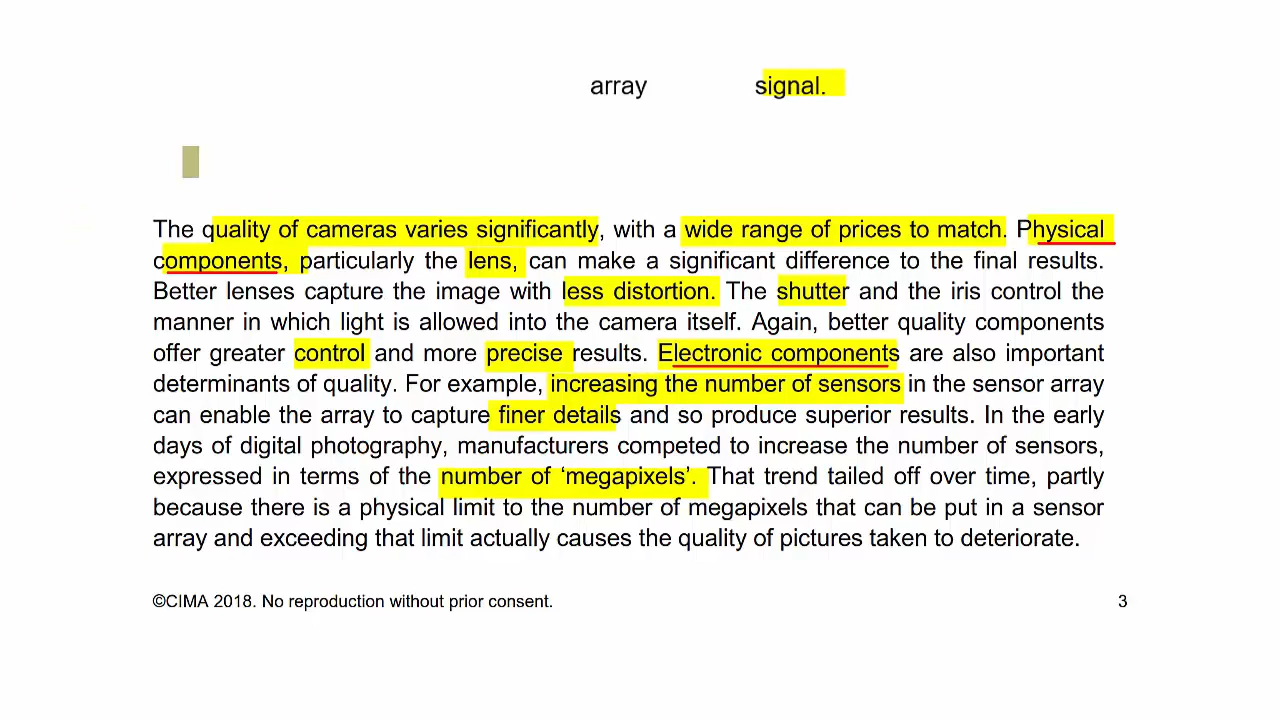 array signal.
The quality of cameras varies significantly, with a wide range of prices to match. Physical
components, particularly the lens, can make a significant difference to the final results.
Better lenses capture the image with less distortion. The shutter and the iris control the
manner in which light is allowed into the camera itself. Again, better quality components
offer greater control and more precise results. Electronic components are also important
determinants of quality. For example, increasing the number of sensors in the sensor array
can enable the array to capture finer details and so produce superior results. In the early
days of digital photography, manufacturers competed to increase the number of sensors,
expressed in terms of the number of ‘megapixels’. That trend tailed off over time, partly
because there is a physical limit to the number of megapixels that can be put in a sensor
array and exceeding that limit actually causes the quality of pictures taken to deteriorate.
©CIMA 2018. No reproduction without prior consent. 3